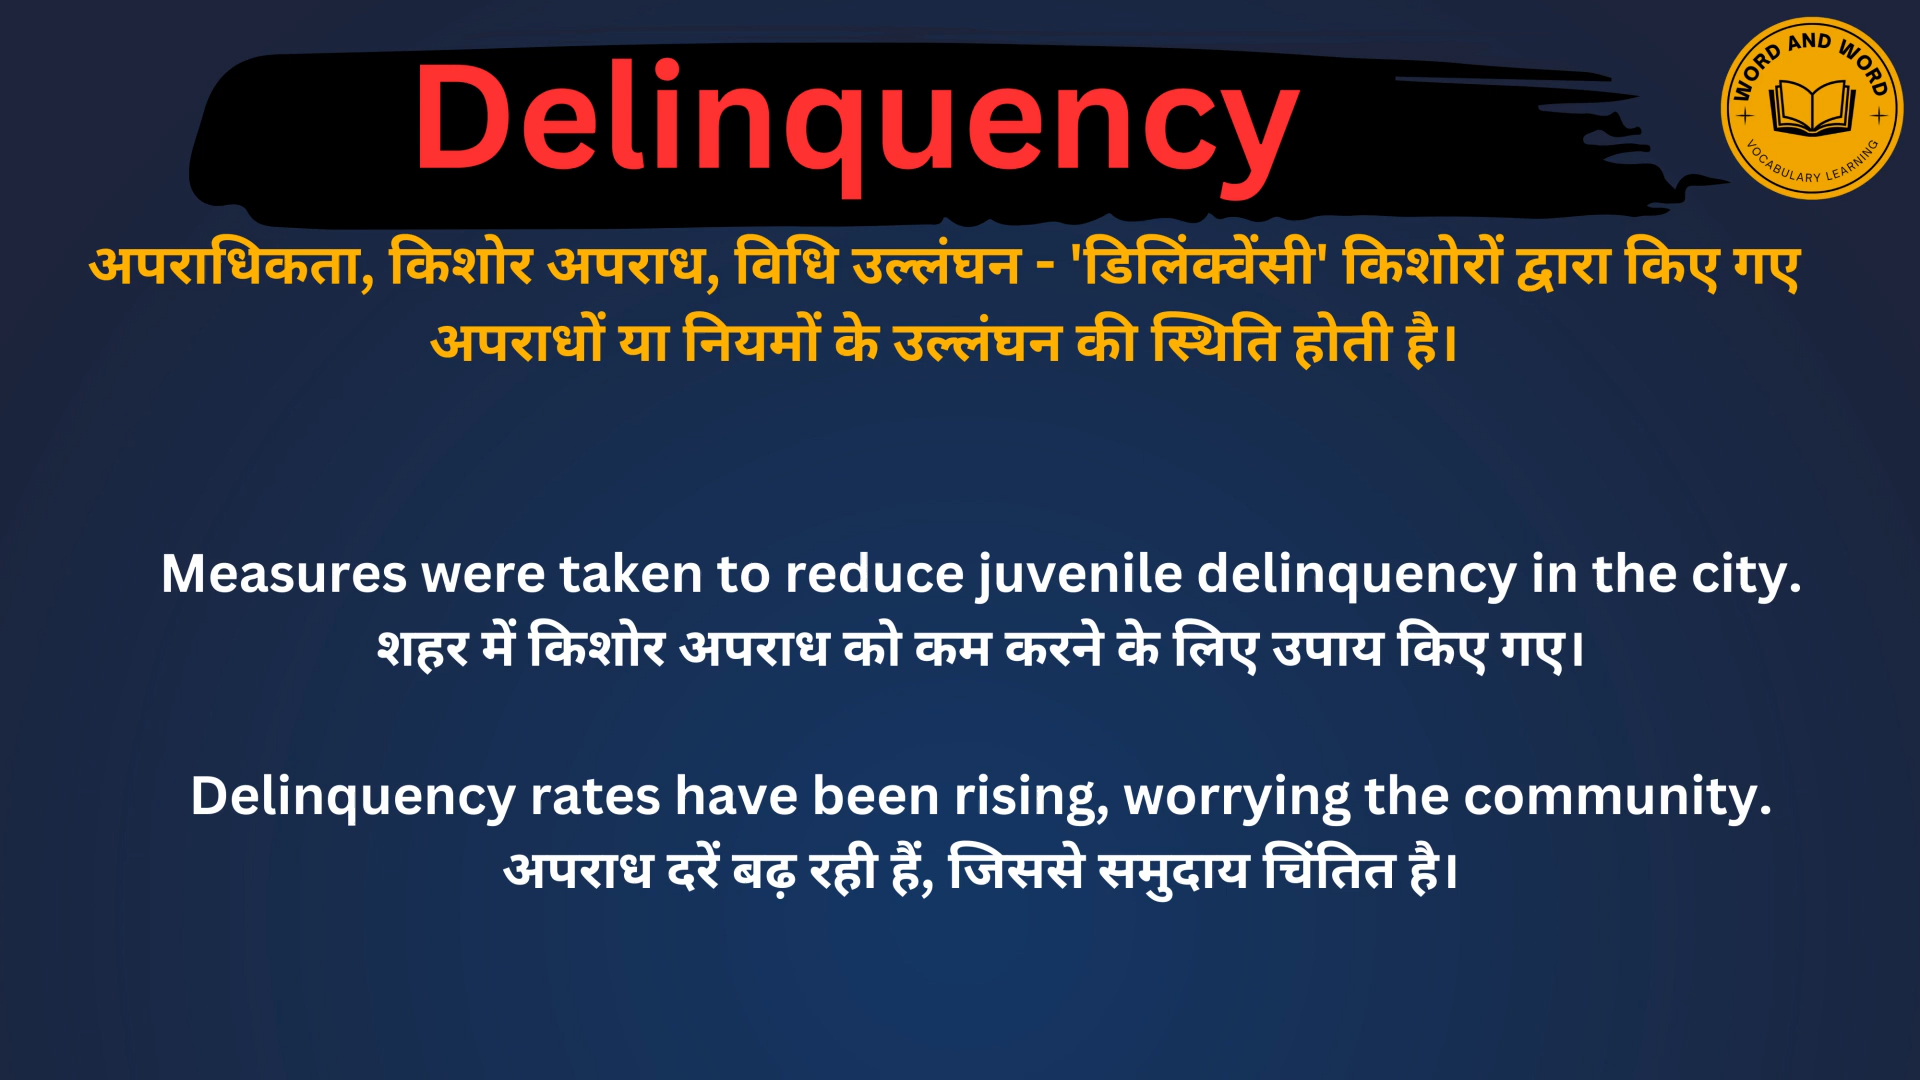 Delinquency
WORD AND WORD
VOCABULARY LEARNING
अपराधिकता, किशोर अपराध, विधि उल्लंघन - 'डिलिंक्वेंसी' किशोरों द्वारा किए गए
अपराधों या नियमों के उल्लंघन की स्थिति होती है।
Measures were taken to reduce juvenile delinquency in the city.
शहर में किशोर अपराध को कम करने के लिए उपाय किए गए।
Delinquency rates have been rising, worrying the community.
अपराध दरें बढ़ रही हैं, जिससे समुदाय चिंतित है।